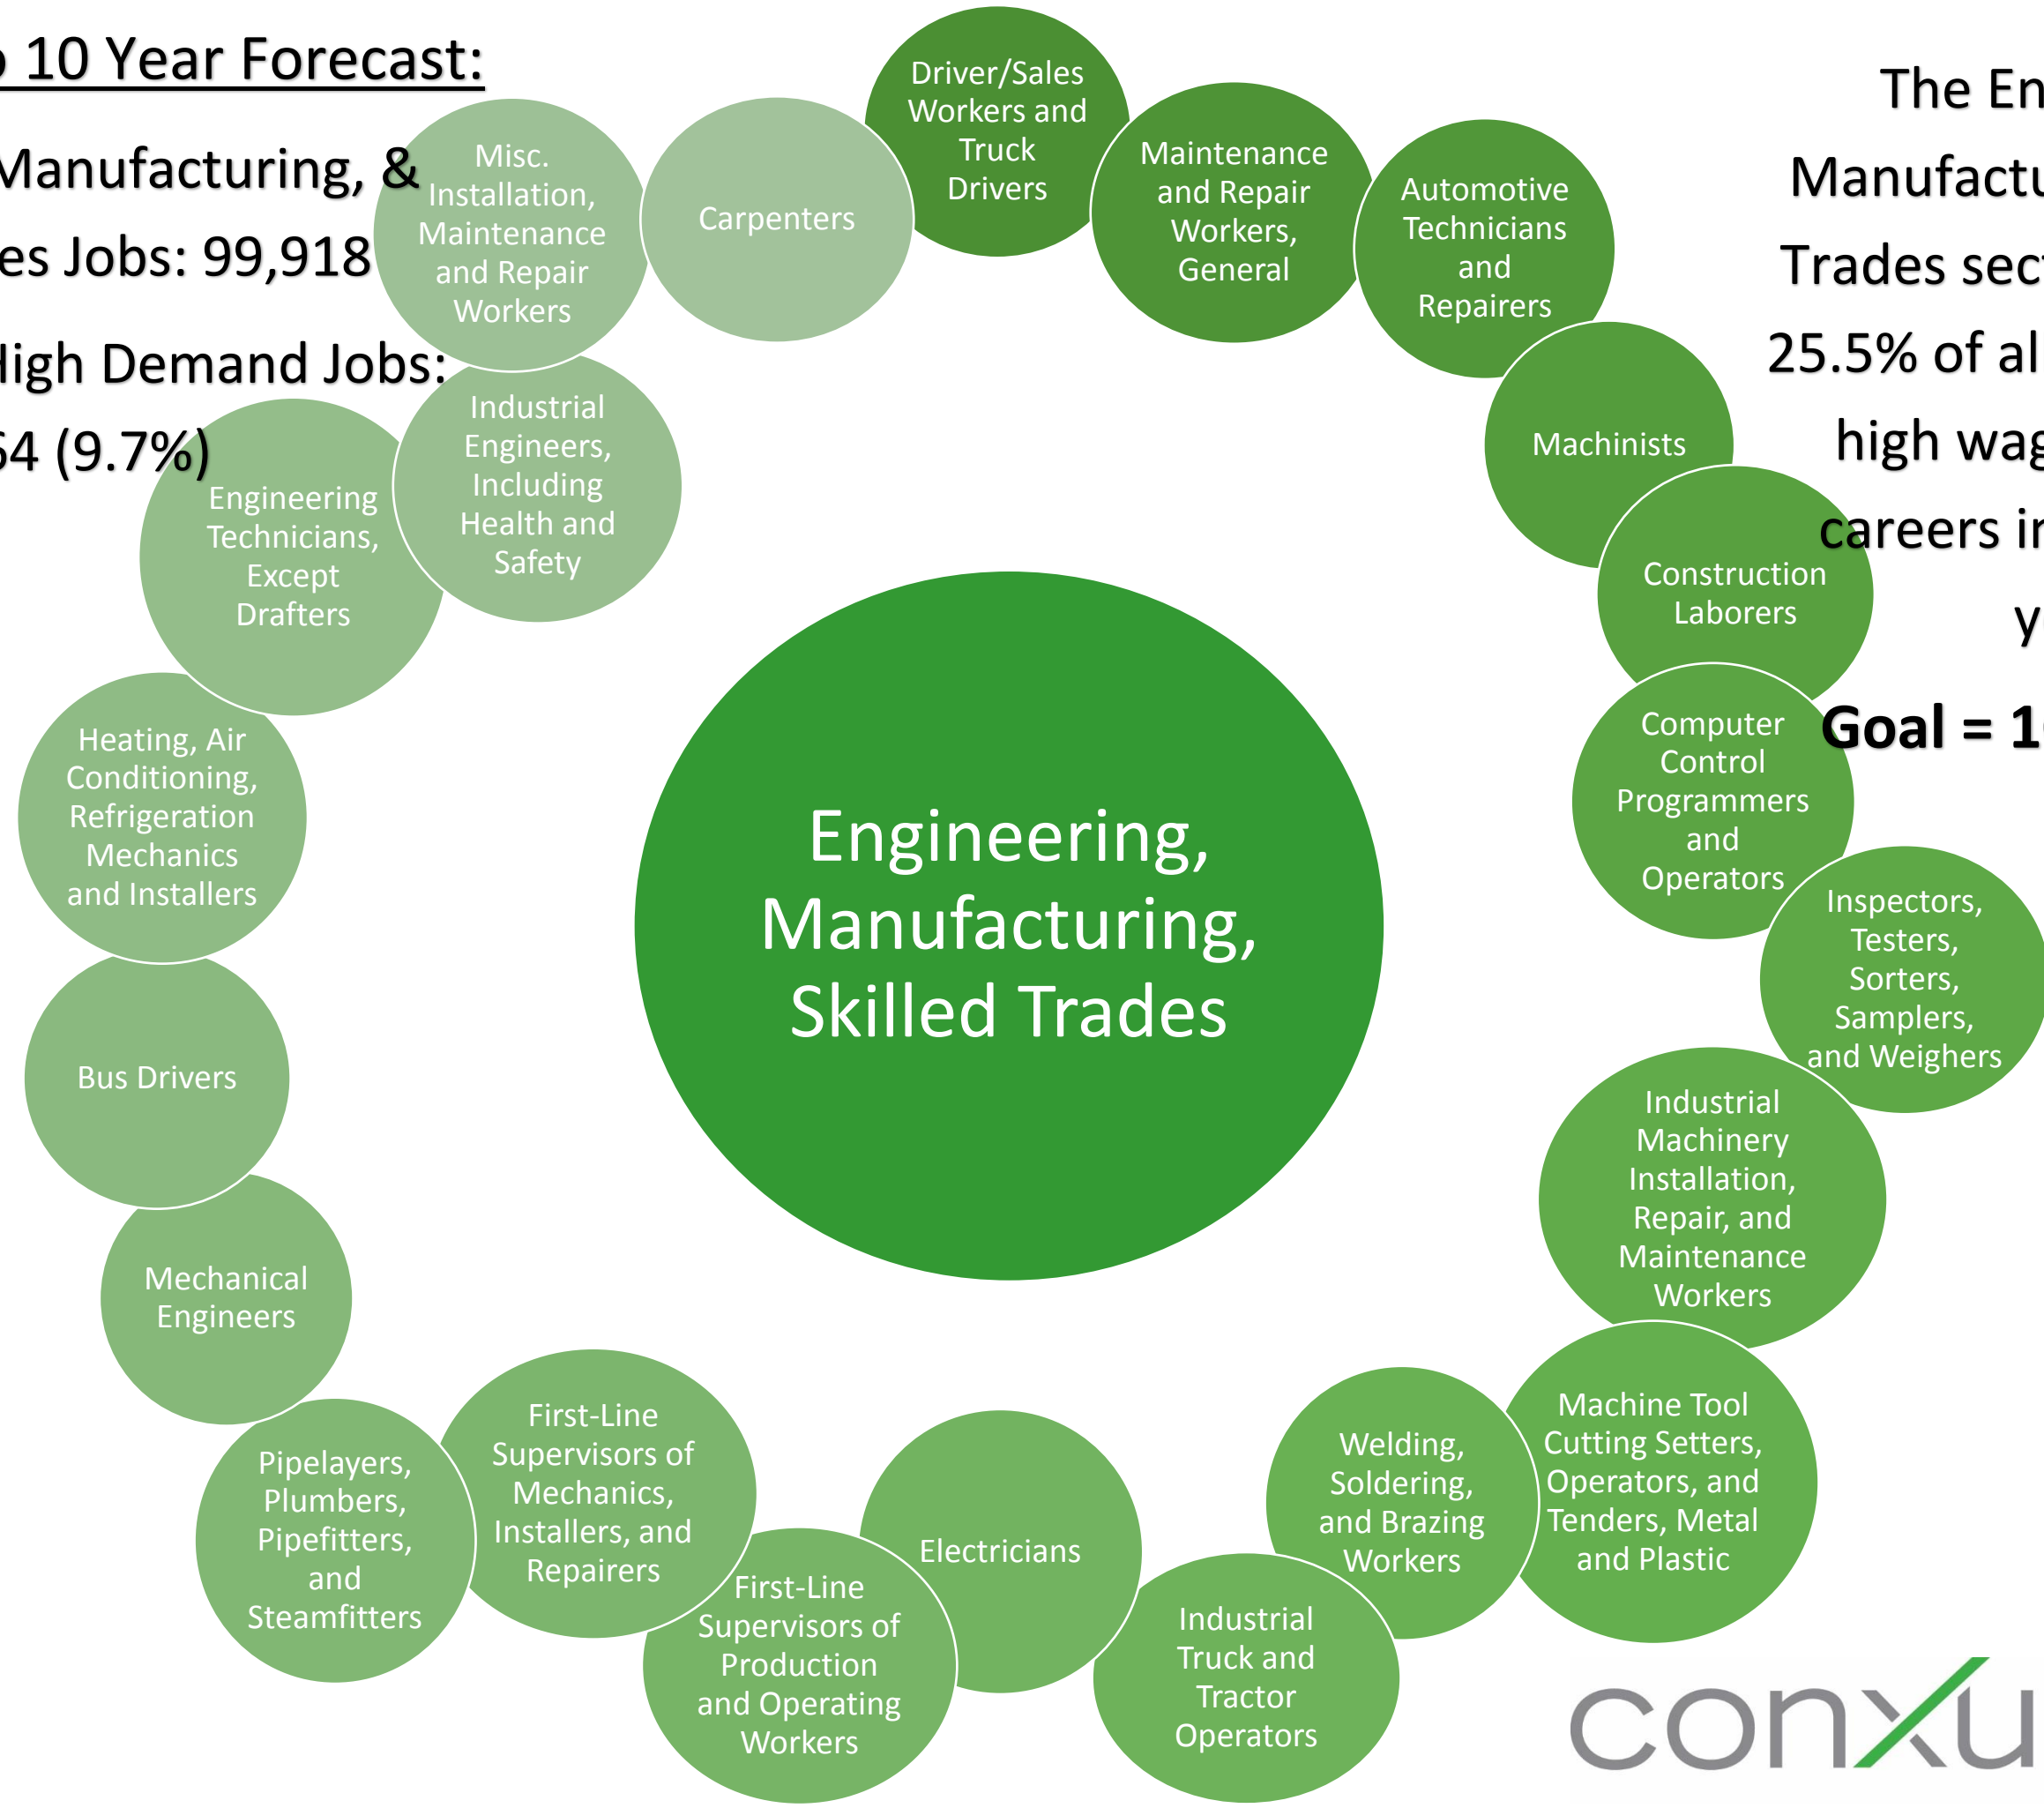 10 Year Forecast:
Manufacturing, &
es Jobs: 99,918
High Demand Jobs:
64 (9.7%)
Driver/Sales
Workers and
Truck
Drivers
Maintenance
and Repair
Workers,
General
Automotive
Technicians
and
Repairers
Machinists
Construction
Laborers
Computer
Control
Programmers
and
Operators
Inspectors,
Testers,
Sorters,
Samplers,
and Weighers
Industrial
Machinery
Installation,
Repair, and
Maintenance
Workers
Machine Tool
Cutting Setters,
Operators, and
Tenders, Metal
and Plastic
Welding,
Soldering,
and Brazing
Workers
Industrial
Truck and
Tractor
Operators
Electricians
First-Line
Supervisors of
Production
and Operating
Workers
First-Line
Supervisors of
Mechanics,
Installers, and
Repairers
Pipelayers,
Plumbers,
Pipefitters,
and
Steamfitters
Mechanical
Engineers
Bus Drivers
Heating, Air
Conditioning,
Refrigeration
Mechanics
and Installers
Engineering
Technicians,
Except
Drafters
Industrial
Engineers,
Including
Health and
Safety
Misc.
Installation,
Maintenance
and Repair
Workers
Carpenters
Engineering,
Manufacturing,
Skilled Trades
The En
Manufactu
Trades sect
25.5% of al
high wag
careers in
y
Goal = 1
conxu